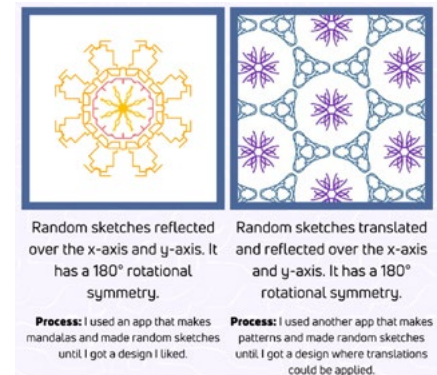 Random sketches reflected
over the x-axis and y-axis. It
has a 180° rotational
symmetry.
Process: I used an app that makes
mandalas and made random sketches
until I got a design I liked.
Random sketches translated
and reflected over the x-axis
and y-axis. It has a 180°
rotational symmetry.
Process: I used another app that makes
patterns and made random sketches
until I got a design where translations
could be applied.